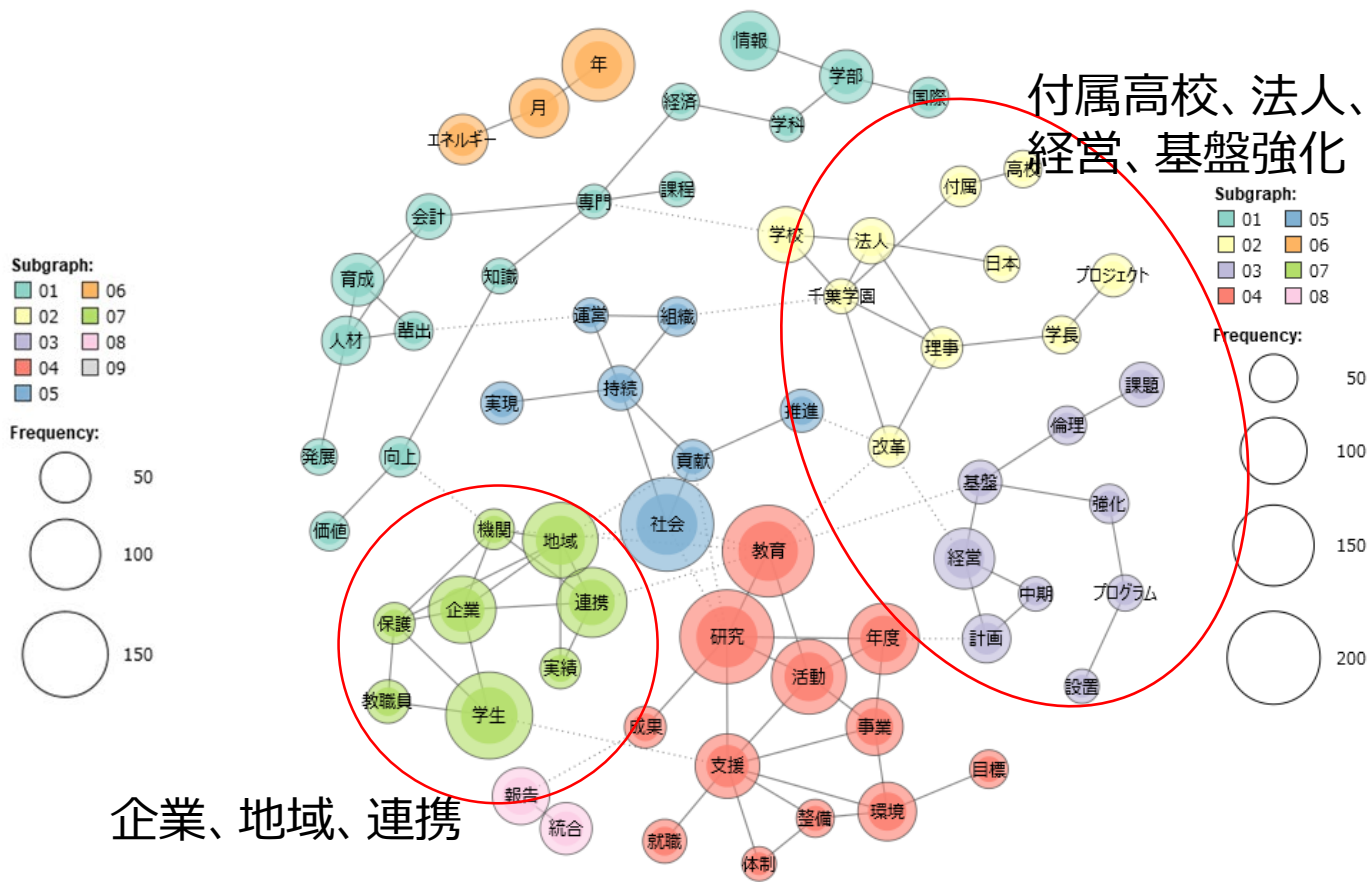 情報
年
学部
付属高校、法人、
経済
国際
月
学科
経営、基盤強化
エネルギー
高校
付属
課程
Subgraph:
専門
01 05
会計
学校
法人
02 06
03 07
04 08
Subgraph:
日本
知識
プロジェクト
育成
01 06
千葉学園
02 07
運営
組織
03 08
輩出
人材
学長
Frequency:
04 09
理事
05
50
課題
持続
実現
推進
倫理
Frequency:
改革
100
発展
向上
貢献
50
基盤
強化
価値
機関
社会
地域
教育
150
100
経営
中期
プログラム
連携
企業
保護
研究
年度
計画
150
200
実績
活動
設置
教職員
学生
成果
事業
支援
目標
報告
環境
整備
企業、地域、連携
統合
就職
体制